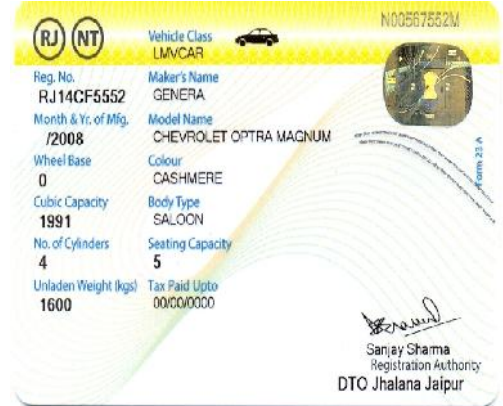 N00567552M
RJ NT
Vehicle Class
LMVCAR
Reg. No. Maker's Name
RJ14CF5552 GENERA
Month & Yr. of Mfg. Model Name
/2008 CHEVROLET OPTRA MAGNUM
Wheel Base Colour
0 CASHMERE
Cubic Capacity Body Type
1991 SALOON
No. of Cylinders Seating Capacity
4 5
Unladen Weight (kgs) Tax Paid Upto
1600 00/00/0000
Form 23 A
Sanjay Sharma
Registration Authority
DTO Jhalana Jaipur